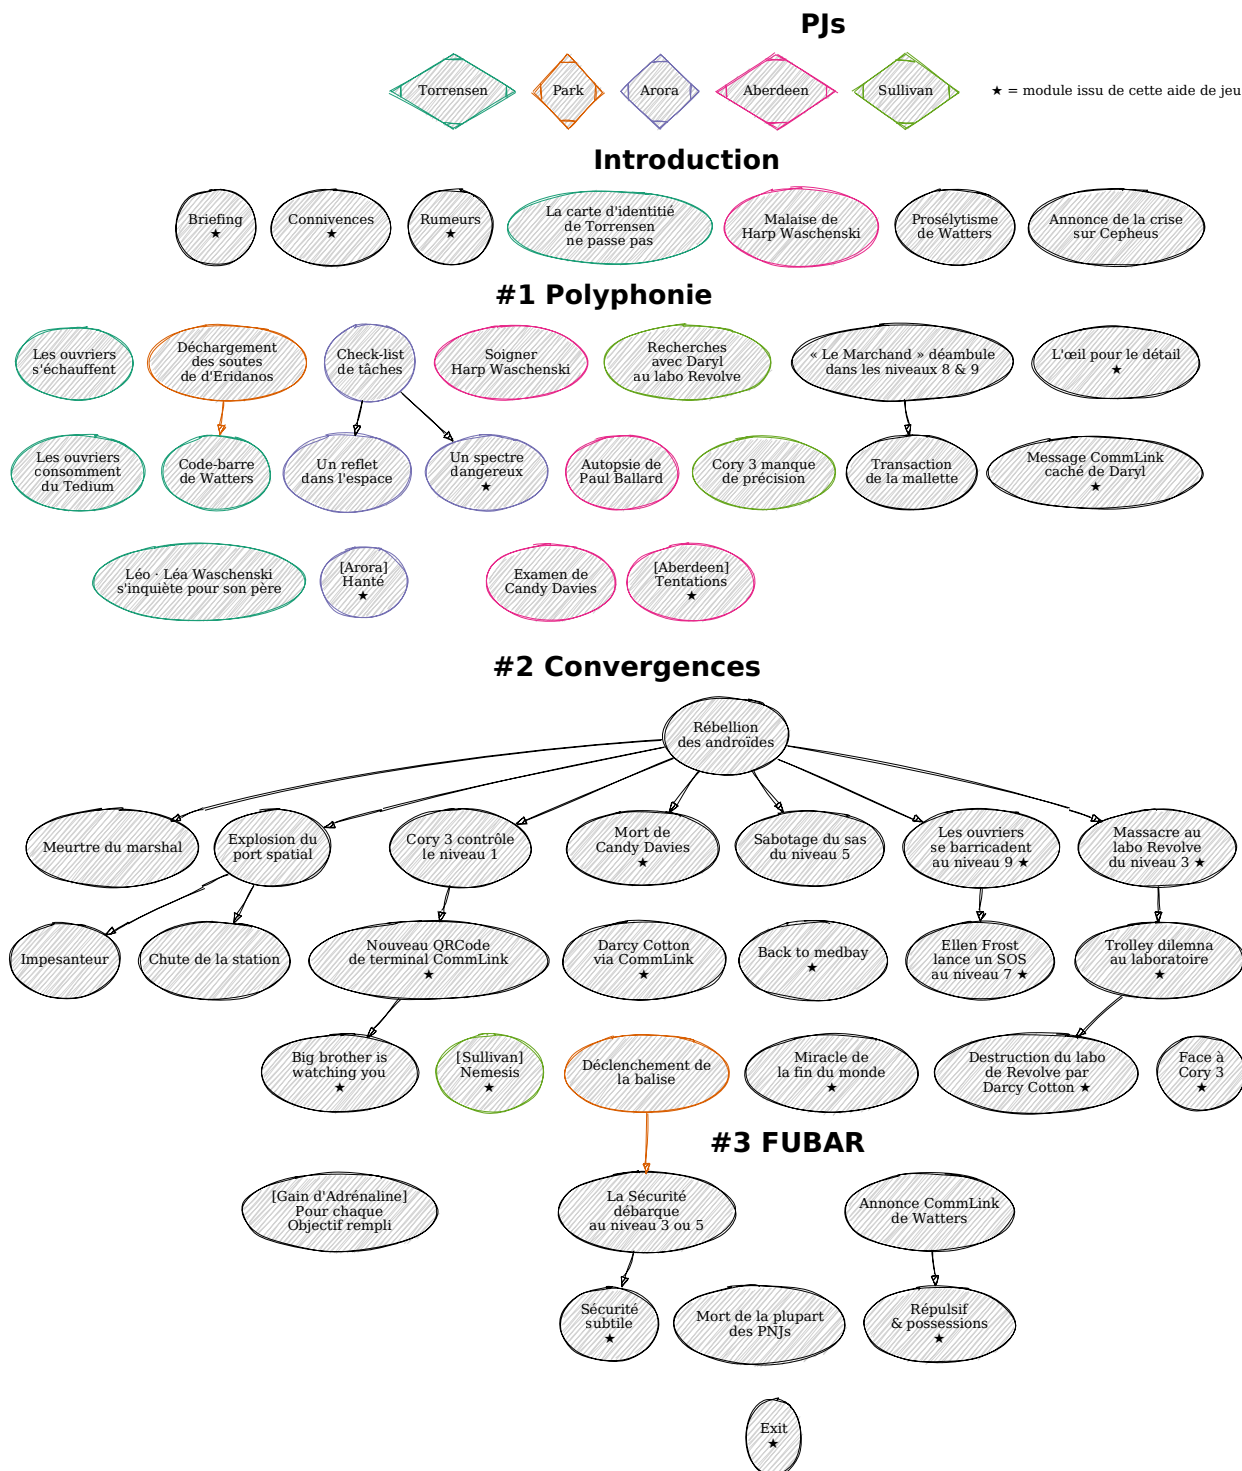 PJs
Torrensen
Park
Arora
Aberdeen
Sullivan
★ = module issu de cette aide de jeu
Introduction
Briefing
★
Connivences
★
Rumeurs
★
La carte d'identitié
de Torrensen
ne passe pas
Malaise de
Harp Waschenski
Prosélytisme
de Watters
Annonce de la crise
sur Cepheus
#1 Polyphonie
Les ouvriers
s'échauffent
Déchargement
des soutes
de d'Eridanos
Check-list
de tâches
Soigner
Harp Waschenski
Recherches
avec Daryl
au labo Revolve
« Le Marchand » déambule
dans les niveaux 8 & 9
L'œil pour le détail
★
Les ouvriers
consomment
du Tedium
Code-barre
de Watters
Un reflet
dans l'espace
Un spectre
dangereux
★
Autopsie de
Paul Ballard
Cory 3 manque
de précision
Transaction
de la mallette
Message CommLink
caché de Daryl
★
Léo · Léa Waschenski
s'inquiète pour son père
[Arora]
Hanté
★
Examen de
Candy Davies
[Aberdeen]
Tentations
★
#2 Convergences
Rébellion
des androïdes
Meurtre du marshal
Explosion du
port spatial
Cory 3 contrôle
le niveau 1
Mort de
Candy Davies
★
Sabotage du sas
du niveau 5
Les ouvriers
se barricadent
au niveau 9 ★
Massacre au
labo Revolve
du niveau 3 ★
Impesanteur
Chute de la station
Nouveau QRCode
de terminal CommLink
★
Darcy Cotton
via CommLink
★
Back to medbay
★
Ellen Frost
lance un SOS
au niveau 7 ★
Trolley dilemna
au laboratoire
★
Big brother is
watching you
★
[Sullivan]
Nemesis
★
Déclenchement de
la balise
Miracle de
la fin du monde
★
Destruction du labo
de Revolve par
Darcy Cotton ★
Face à
Cory 3
★
#3 FUBAR
[Gain d'Adrénaline]
Pour chaque
Objectif rempli
La Sécurité
débarque
au niveau 3 ou 5
Annonce CommLink
de Watters
Sécurité
subtile
★
Mort de la plupart
des PNJs
Répulsif
& possessions
★
Exit
★